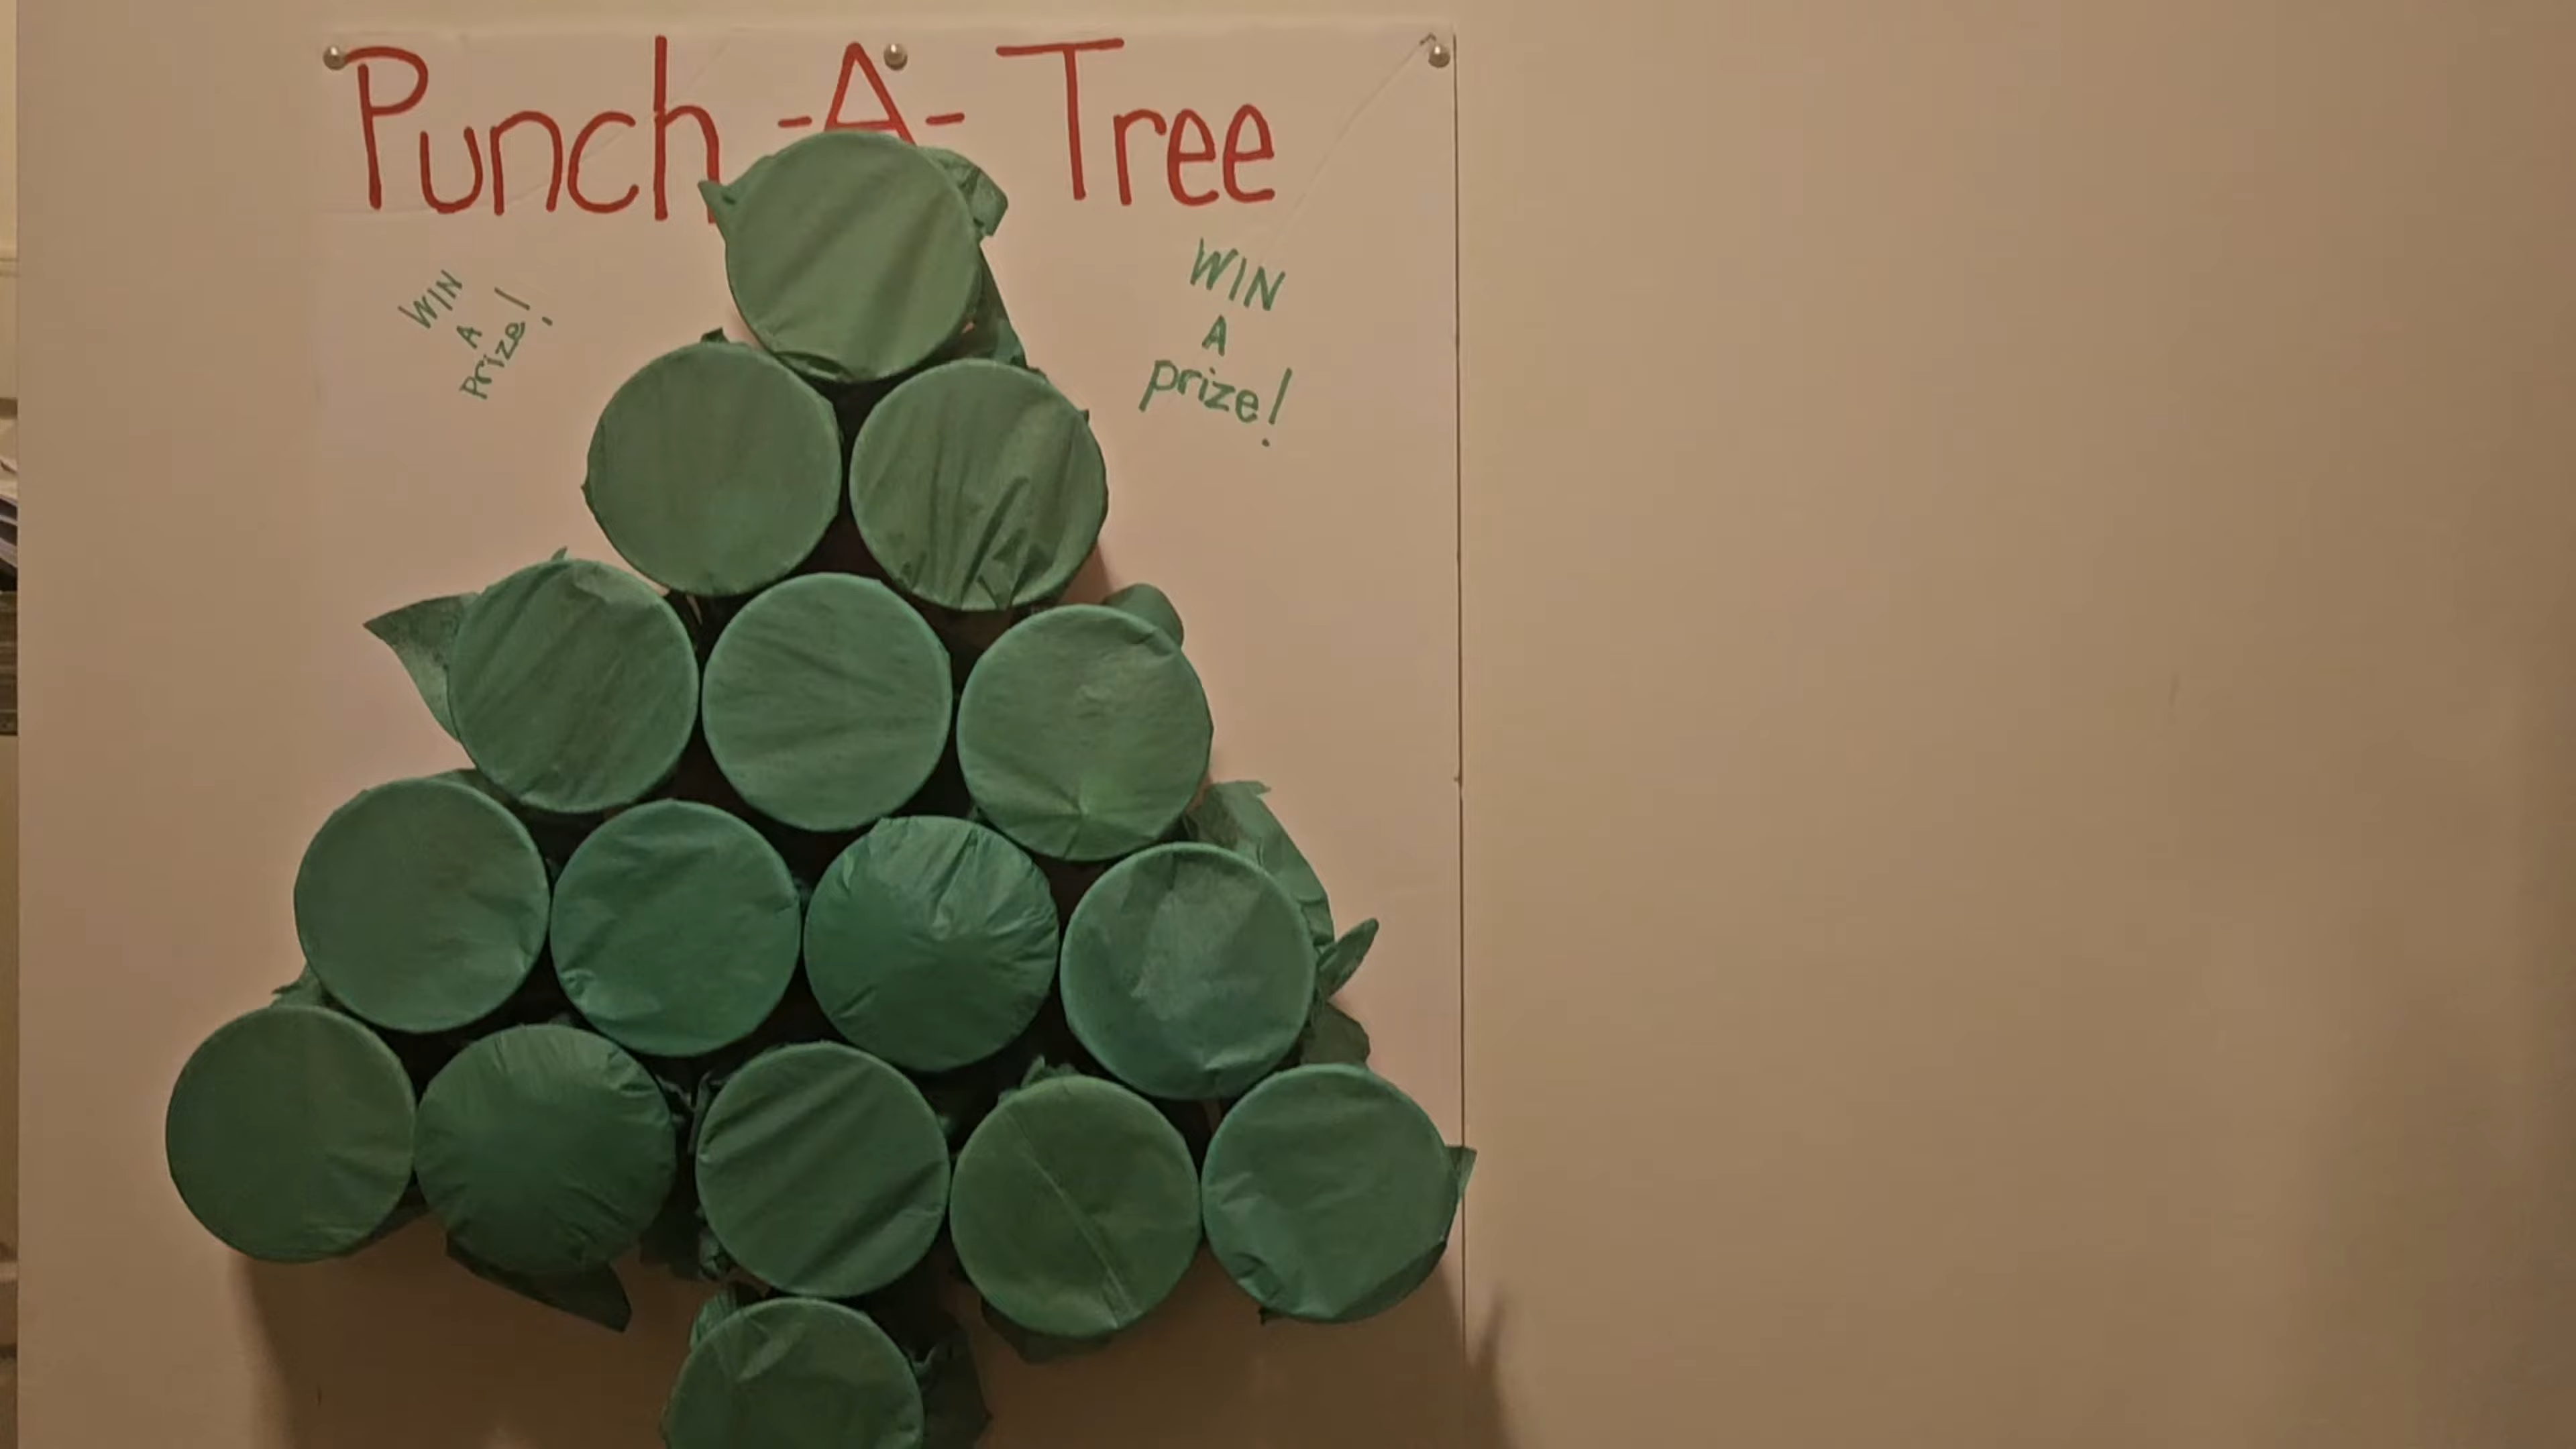 Punch -A- Tree
WIN
A
Prize!
WIN
A
prize!